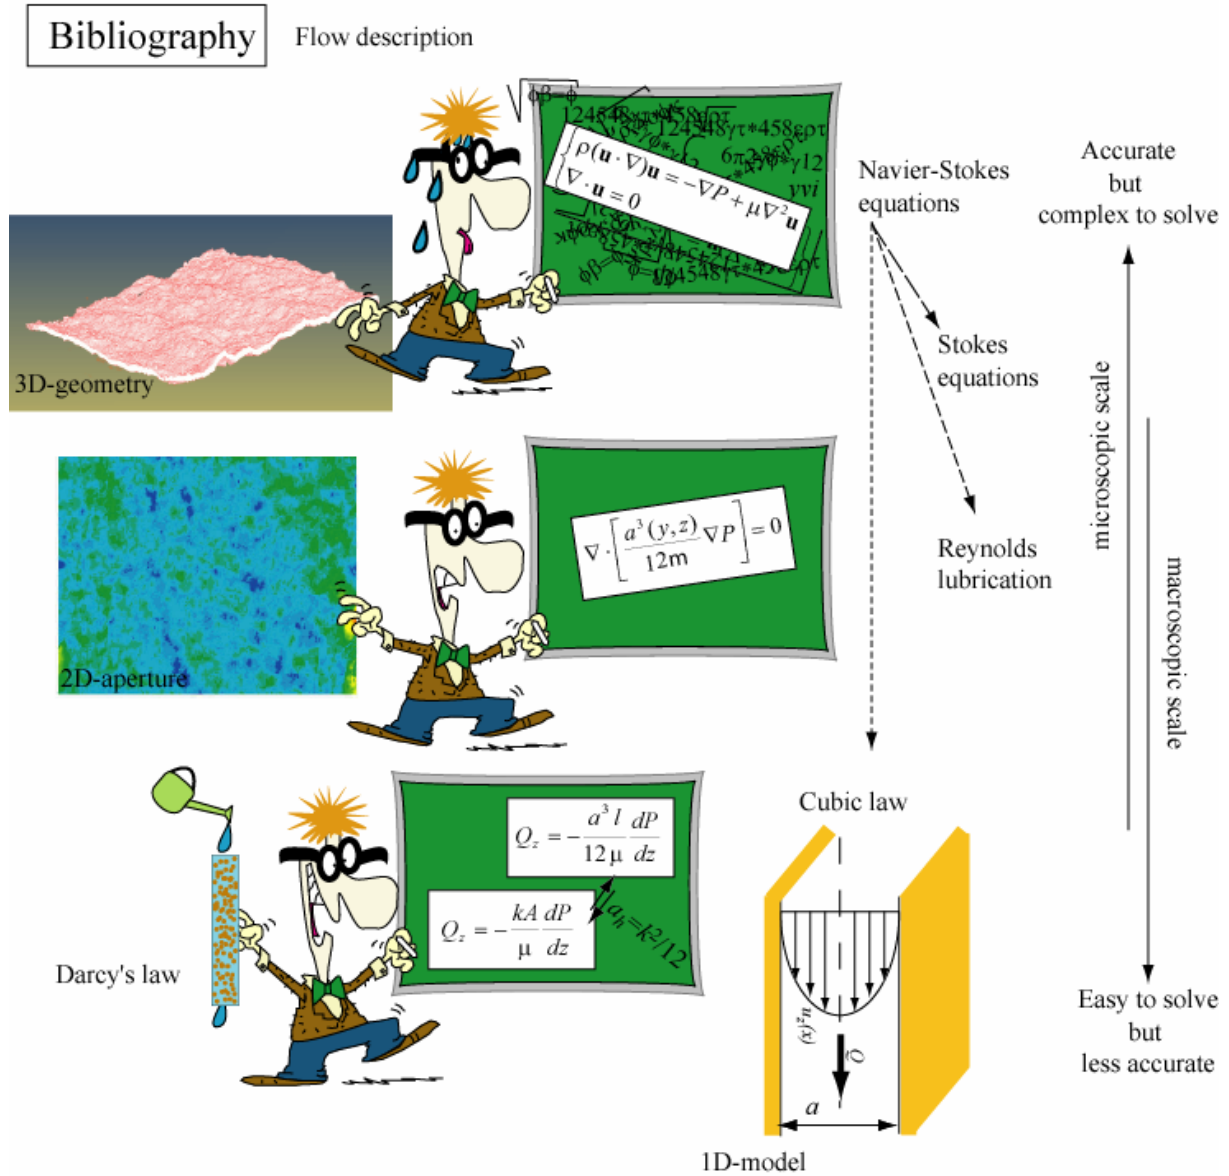 Bibliography
Flow description
ρ(u · ∇)u = −∇P + μ∇²u
∇ · u = 0
Navier-Stokes
equations
Accurate
but
complex to solve
3D-geometry
Stokes
equations
microscopic scale
∇ · [a³(y, z)/12m ∇P] = 0
Reynolds
lubrication
macroscopic scale
2D-aperture
Cubic law
Q_z = − a³ l/12 μ dP/dz
Q_z = − kA/μ dP/dz
a_h=k²/12
Darcy's law
Easy to solve
but
less accurate
a
1D-model